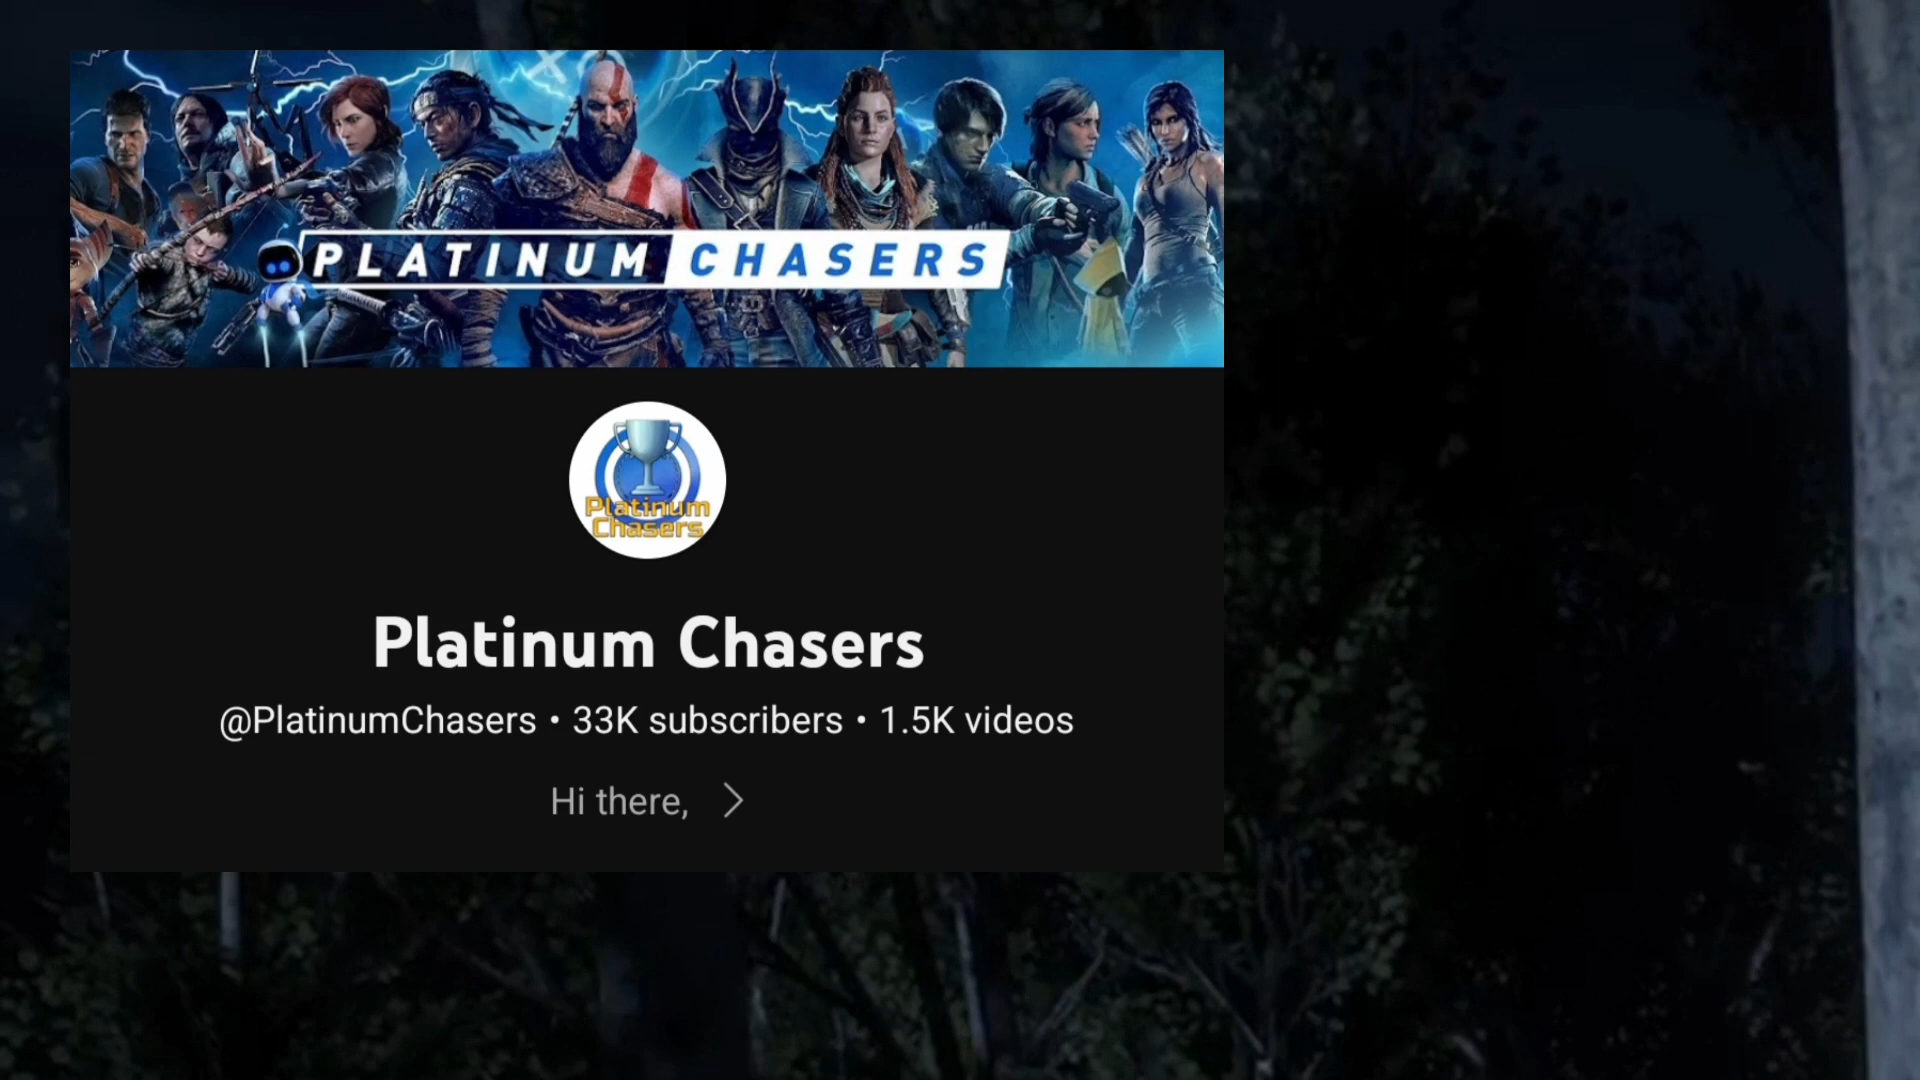 PLATINUM CHASERS
Platinum
Chasers
Platinum Chasers
@PlatinumChasers • 33K subscribers • 1.5K videos
Hi there, >